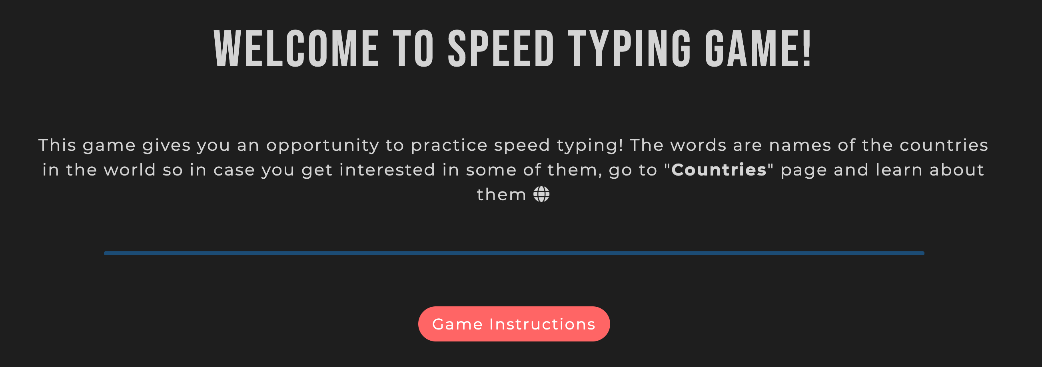 WELCOME TO SPEED TYPING GAME!
This game gives you an opportunity to practice speed typing! The words are names of the countries
in the world so in case you get interested in some of them, go to "Countries" page and learn about
them
Game Instructions